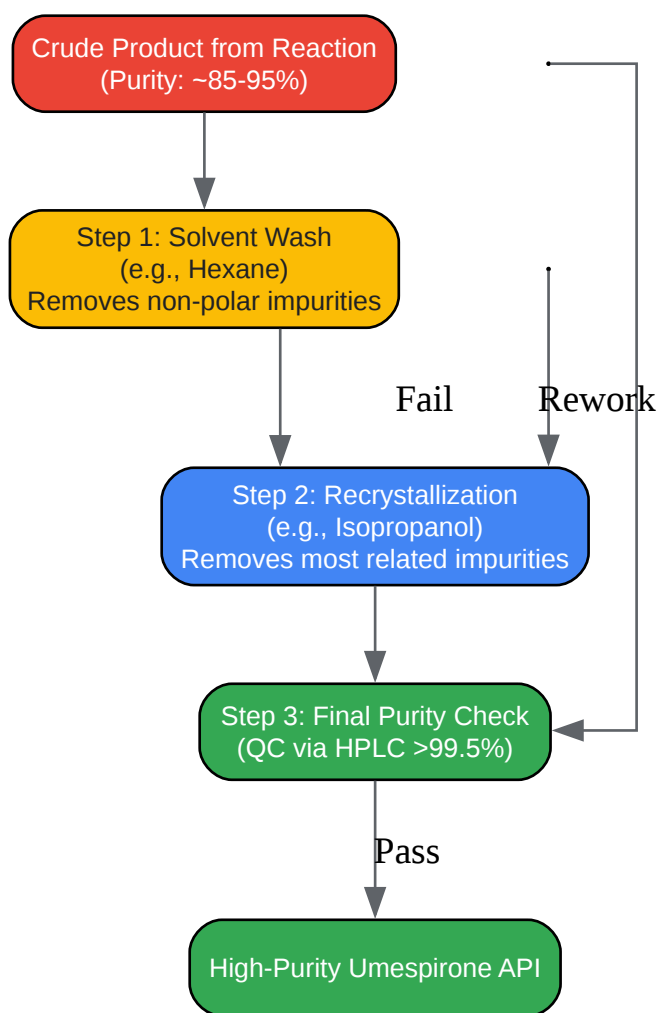 Crude Product from Reaction
(Purity: ~85-95%)
Step 1: Solvent Wash
(e.g., Hexane)
Removes non-polar impurities
Fail
Rework
Step 2: Recrystallization
(e.g., Isopropanol)
Removes most related impurities
Step 3: Final Purity Check
(QC via HPLC >99.5%)
Pass
High-Purity Umespirone API